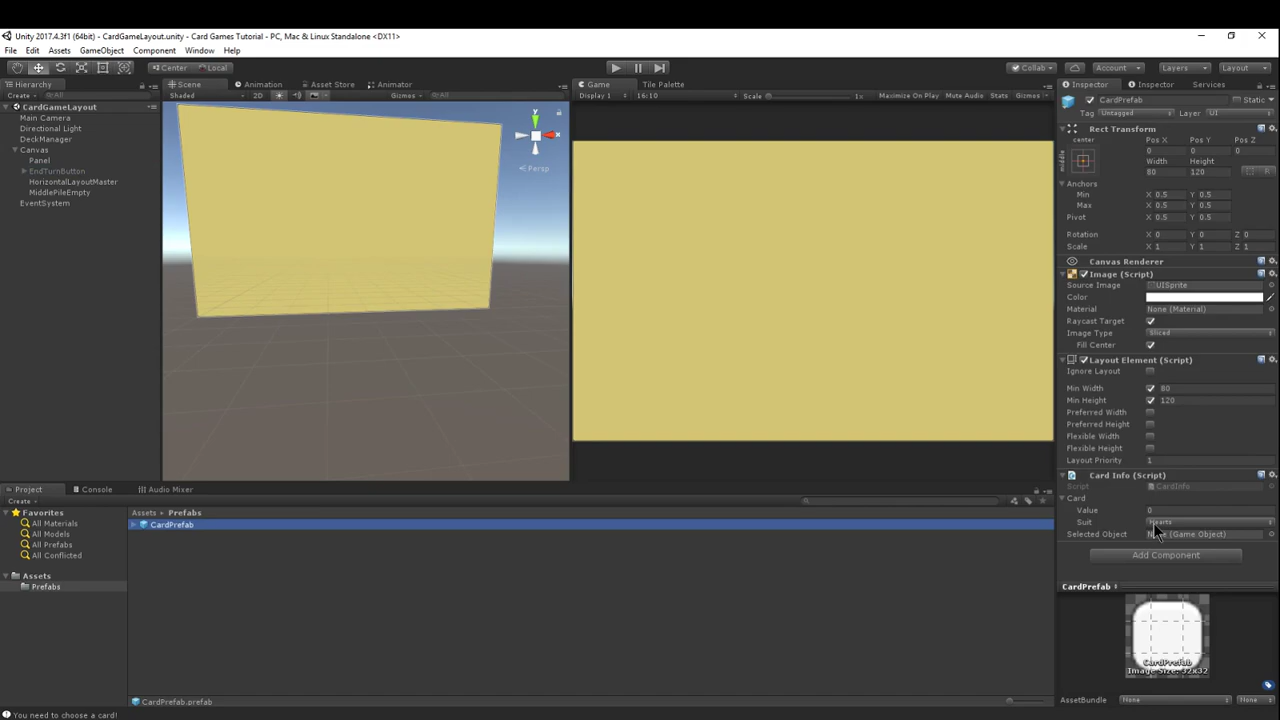 Unity 2017.4.3f1 (64bit) - CardGameLayout.unity - Card Games Tutorial - PC, Mac & Linux Standalone <DX11>
File Edit Assets GameObject Component Window Help
Center Local Collab Account Layers Layout
Hierarchy
Create All
CardGameLayout
Main Camera
Directional Light
DeckManager
Canvas
Panel
EndTurnButton
HorizontalLayoutMaster
MiddlePileEmpty
EventSystem
Scene Animation Asset Store Animator
Shaded 2D Gizmos All
y
x
Persp
Game Tile Palette
Display 1 16:10 Scale 1x Maximize On Play Mute Audio Stats Gizmos
Inspector Inspector Services
CardPrefab Static
Tag Untagged Layer UI
Rect Transform
center Pos X Pos Y Pos Z
middle 0 0 0
Width Height
80 120
R
Anchors
Min X 0.5 Y 0.5
Max X 0.5 Y 0.5
Pivot X 0.5 Y 0.5
Rotation X 0 Y 0 Z 0
Scale X 1 Y 1 Z 1
Canvas Renderer
Image (Script)
Source Image UISprite
Color
Material None (Material)
Raycast Target
Image Type Sliced
Fill Center
Layout Element (Script)
Ignore Layout
Min Width 80
Min Height 120
Preferred Width
Preferred Height
Flexible Width
Flexible Height
Layout Priority 1
Card Info (Script)
Script CardInfo
Card
Value 0
Suit Hearts
Selected Object None (Game Object)
Add Component
CardPrefab
CardPrefab
Image Size: 32x32
AssetBundle None None
Project Console Audio Mixer
Create
Favorites
All Materials
All Models
All Prefabs
All Conflicted
Assets
Prefabs
Assets Prefabs
CardPrefab
CardPrefab.prefab
You need to choose a card!